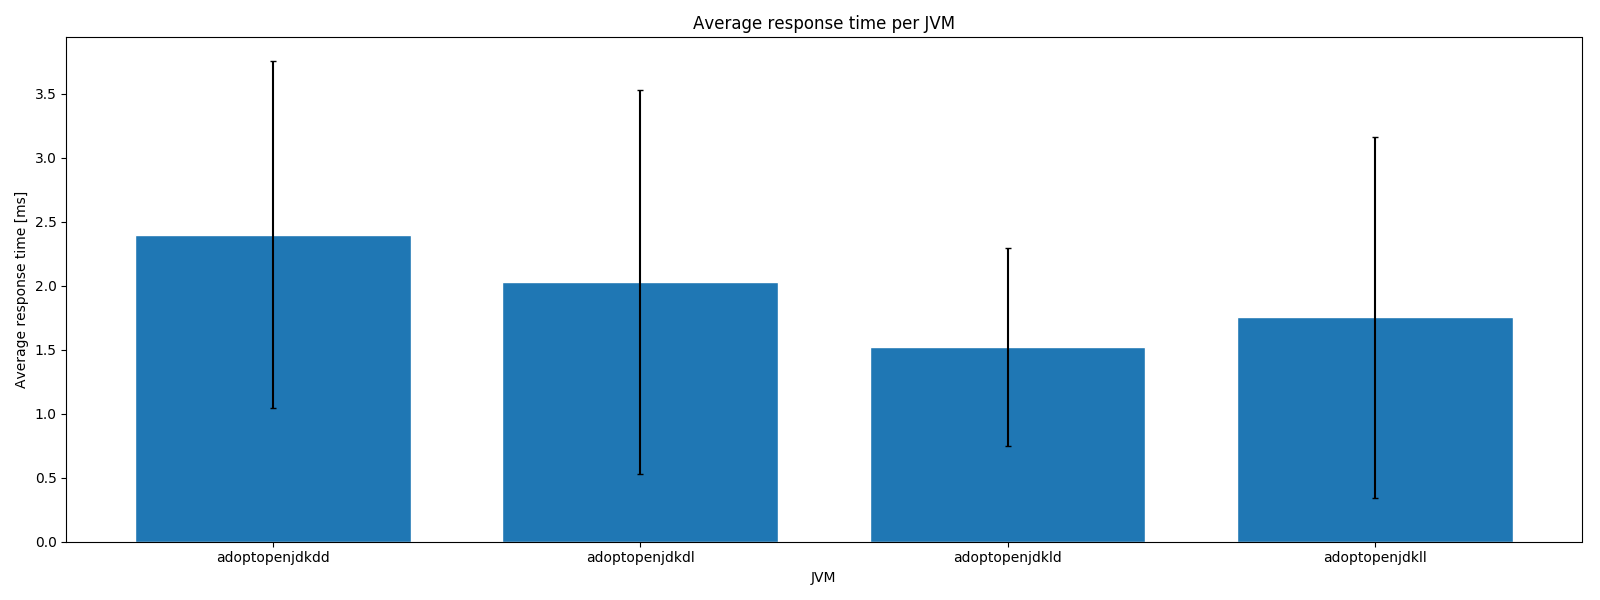 Average response time per JVM
Average response time [ms]
3.5
3.0
2.5
2.0
1.5
1.0
0.5
0.0
adoptopenjdkdd
adoptopenjdkdl
adoptopenjdkld
adoptopenjdkll
JVM